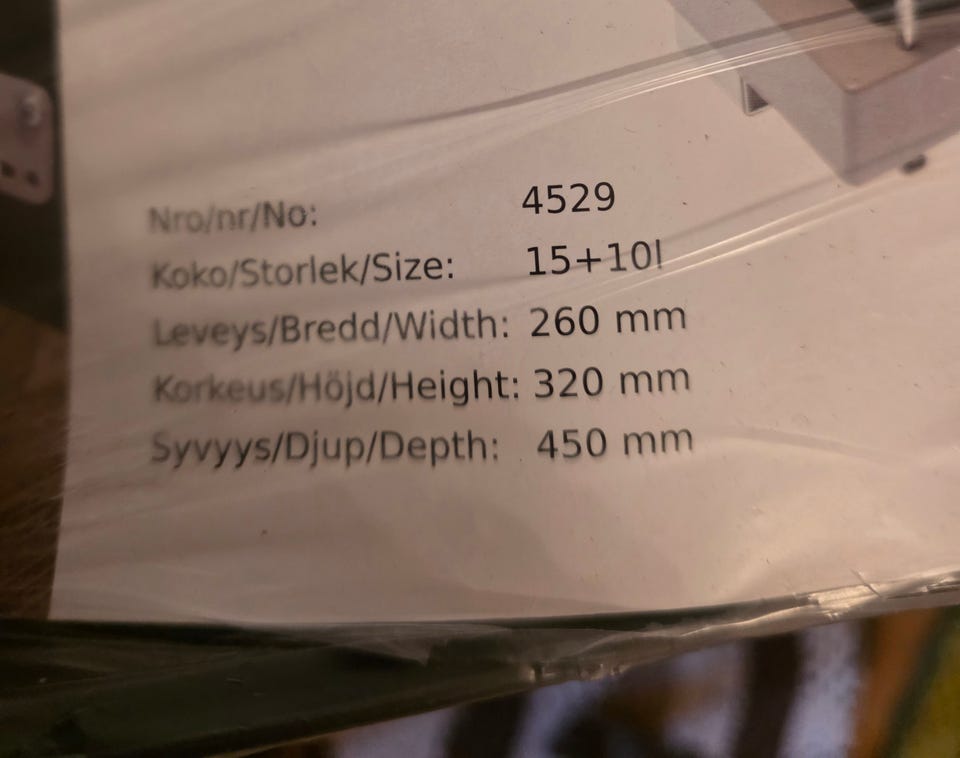 Nro/nr/No: 4529
Koko/Storlek/Size: 15+10l
Leveys/Bredd/Width: 260 mm
Korkeus/Höjd/Height: 320 mm
Syvyys/Djup/Depth: 450 mm